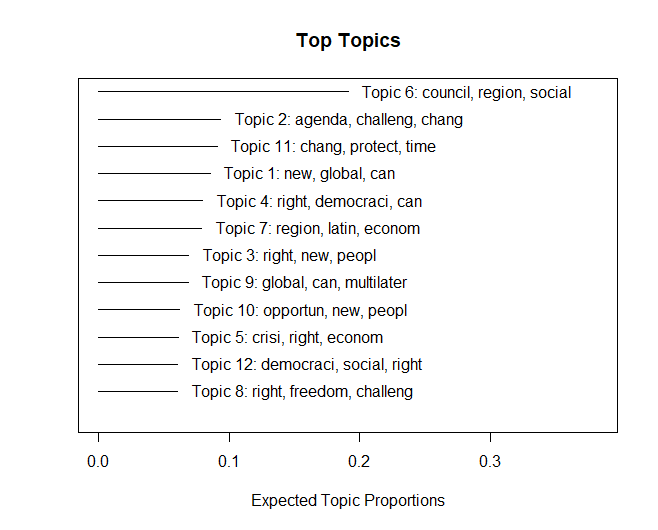 Top Topics
Topic 6: council, region, social
Topic 2: agenda, challeng, chang
Topic 11: chang, protect, time
Topic 1: new, global, can
Topic 4: right, democraci, can
Topic 7: region, latin, econom
Topic 3: right, new, peopl
Topic 9: global, can, multilater
Topic 10: opportun, new, peopl
Topic 5: crisi, right, econom
Topic 12: democraci, social, right
Topic 8: right, freedom, challeng
0.0 0.1 0.2 0.3
Expected Topic Proportions